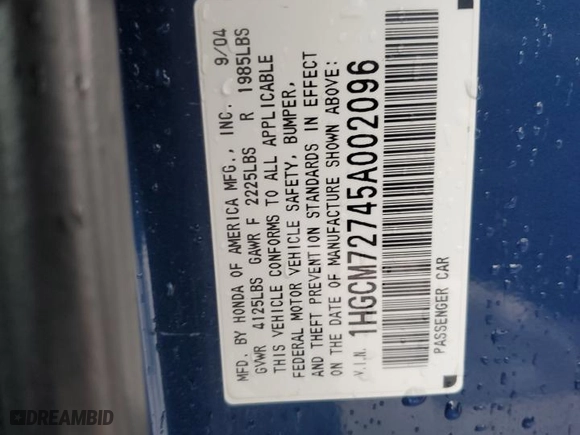 MFD. BY HONDA OF AMERICA MFG., INC. 9/04
GVWR 4125LBS GAWR F 2225LBS R 1985LBS
THIS VEHICLE CONFORMS TO ALL APPLICABLE
FEDERAL MOTOR VEHICLE SAFETY, BUMPER,
AND THEFT PREVENTION STANDARDS IN EFFECT
ON THE DATE OF MANUFACTURE SHOWN ABOVE:
V.I.N. 1HGCM72745A002096
PASSENGER CAR
DREAMBID